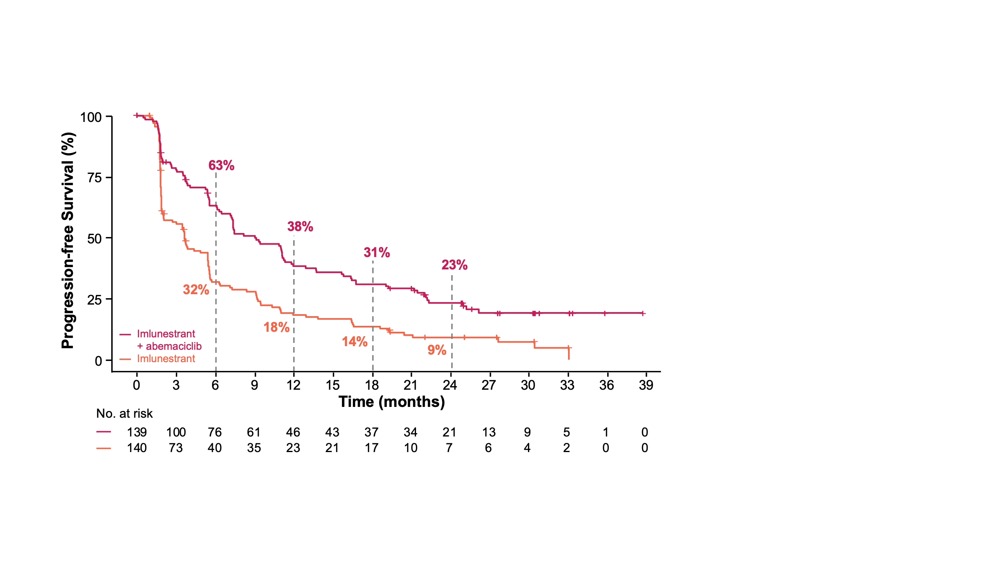 Progression-free Survival (%)
100
75
50
25
0
63%
38%
31%
23%
32%
18%
14%
9%
Imlunestrant
+ abemaciclib
Imlunestrant
0 3 6 9 12 15 18 21 24 27 30 33 36 39
Time (months)
No. at risk
139 100 76 61 46 43 37 34 21 13 9 5 1 0
140 73 40 35 23 21 17 10 7 6 4 2 0 0